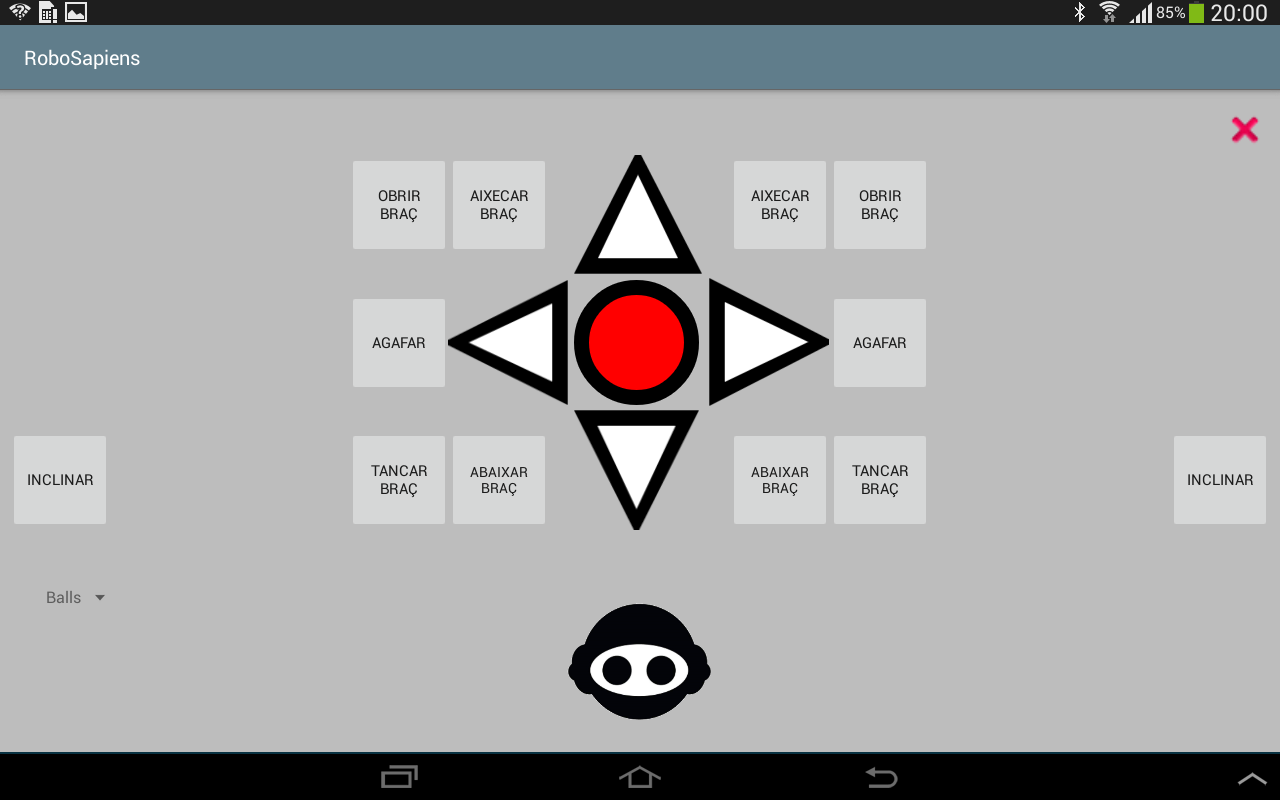 85% 20:00
RoboSapiens
OBRIR
BRAÇ
AIXECAR
BRAÇ
AIXECAR
BRAÇ
OBRIR
BRAÇ
AGAFAR
AGAFAR
INCLINAR
TANCAR
BRAÇ
ABAIXAR
BRAÇ
ABAIXAR
BRAÇ
TANCAR
BRAÇ
INCLINAR
Balls